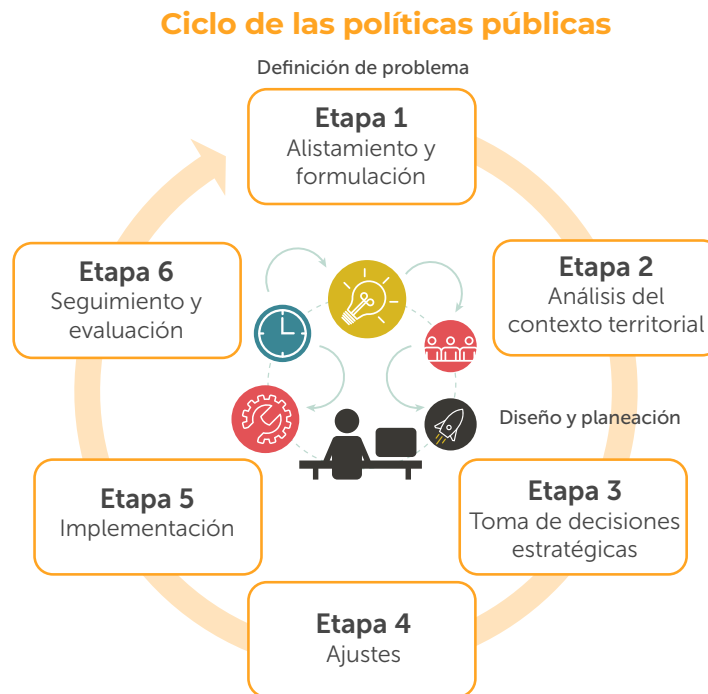 Ciclo de las políticas públicas
Definición de problema
Etapa 1
Alistamiento y
formulación
Etapa 2
Análisis del
contexto territorial
Diseño y planeación
Etapa 3
Toma de decisiones
estratégicas
Etapa 4
Ajustes
Etapa 5
Implementación
Etapa 6
Seguimiento y
evaluación